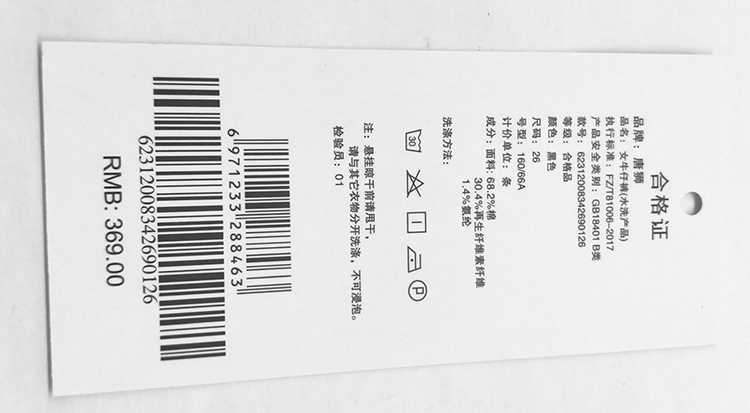 合格证
品牌：唐狮
品名：女牛仔裤(水洗产品)
执行标准：FZ/T81006-2017
产品安全类别：GB18401 B类
款号：62312008342690126
等级：合格品
颜色：黑色
尺码：26
号型：160/66A
计价单位：条
成分：面料：68.2%棉
30.4%再生纤维素纤维
1.4%氨纶
洗涤方法：
30
P
注：悬挂晾干前请甩干，
请与其它衣物分开洗涤，不可浸泡。
检验员：01
6 971233 288463
62312008342690126
RMB: 369.00